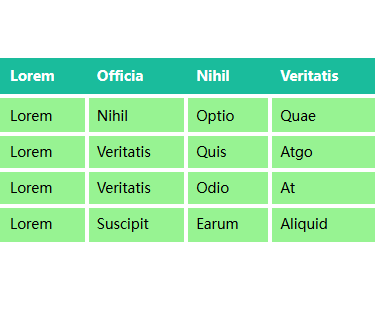 Lorem Officia Nihil Veritatis
Lorem Nihil Optio Quae
Lorem Veritatis Quis Atgo
Lorem Veritatis Odio At
Lorem Suscipit Earum Aliquid